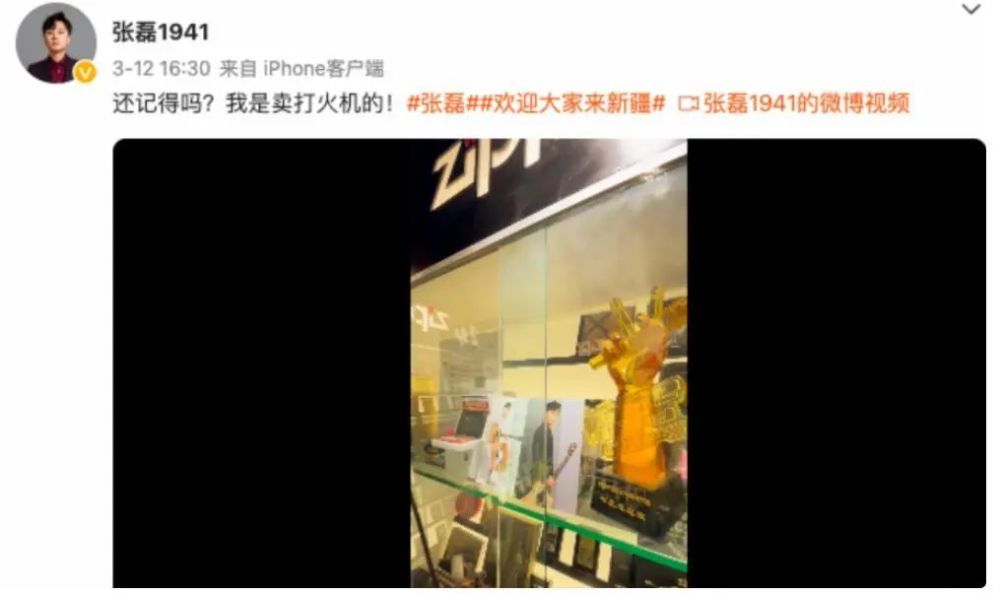 张磊1941
3-12 16:30 来自 iPhone客户端
还记得吗？我是卖打火机的！#张磊##欢迎大家来新疆# 张磊1941的微博视频